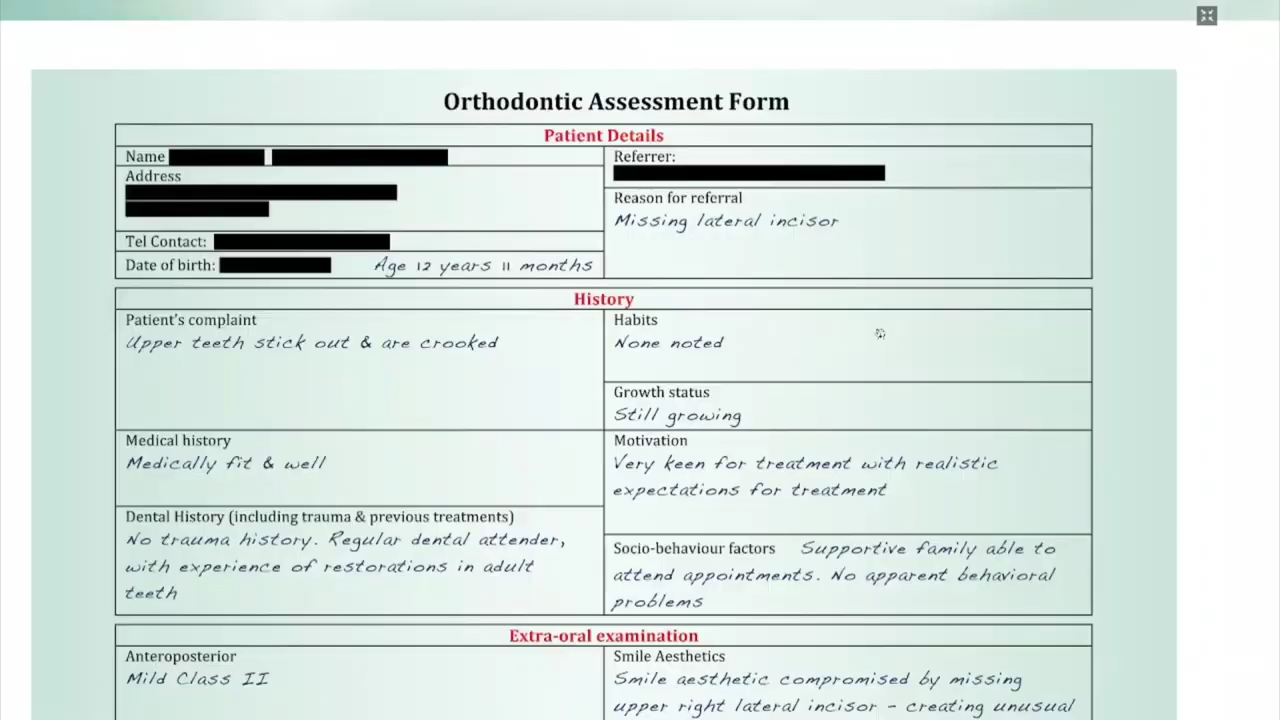 Orthodontic Assessment Form
Patient Details
Name
Address
Tel Contact:
Date of birth: Age 12 years 11 months
Referrer:
Reason for referral
Missing lateral incisor
History
Patient's complaint
Upper teeth stick out & are crooked
Medical history
Medically fit & well
Dental History (including trauma & previous treatments)
No trauma history. Regular dental attender,
with experience of restorations in adult
teeth
Habits
None noted
Growth status
Still growing
Motivation
Very keen for treatment with realistic
expectations for treatment
Socio-behaviour factors Supportive family able to
attend appointments. No apparent behavioral
problems
Extra-oral examination
Anteroposterior
Mild Class II
Smile Aesthetics
Smile aesthetic compromised by missing
upper right lateral incisor – creating unusual